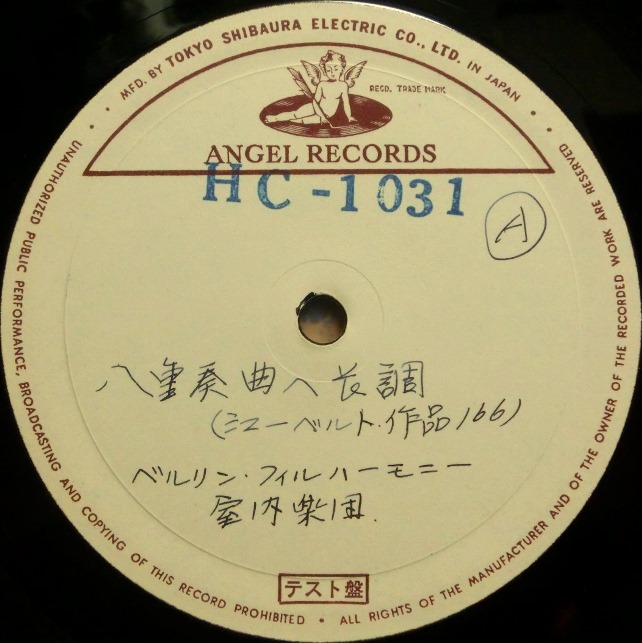 MFD. BY TOKYO SHIBAURA ELECTRIC CO., LTD. IN JAPAN
REGD. TRADE MARK
ANGEL RECORDS
HC-1031
A
八重奏曲ヘ長調
(シューベルト・作品166)
ベルリン・フィルハーモニー
室内楽団.
テスト盤
UNAUTHORIZED PUBLIC PERFORMANCE, BROADCASTING AND COPYING OF THIS RECORD PROHIBITED • ALL RIGHTS OF THE MANUFACTURER AND OF THE OWNER OF THE RECORDED WORK ARE RESERVED